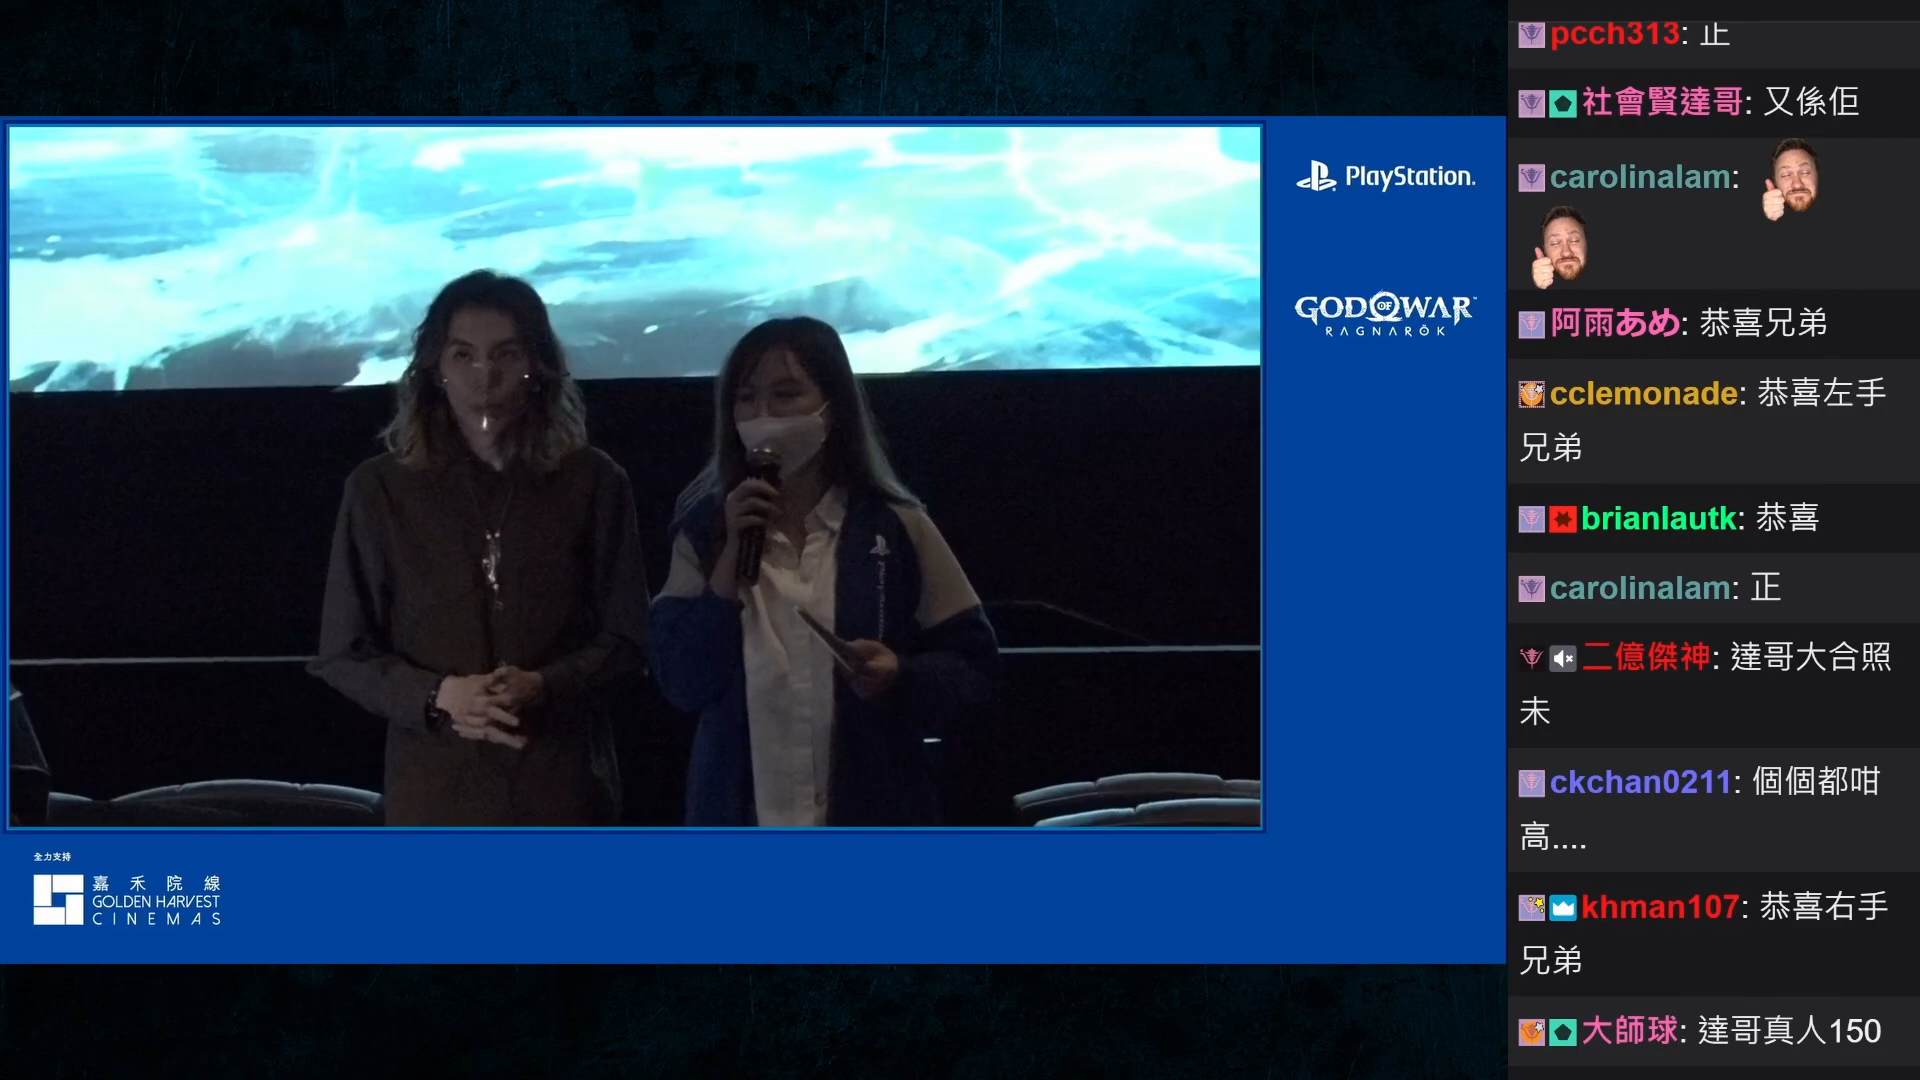 PlayStation.
GOD OF WAR
RAGNARÖK
全力支持
嘉禾院線
GOLDEN HARVEST
CINEMAS
pcch313: 止
社會賢達哥: 又係佢
carolinalam:
阿雨あめ: 恭喜兄弟
cclemonade: 恭喜左手
兄弟
brianlautk: 恭喜
carolinalam: 正
二億傑神: 達哥大合照
未
ckchan0211: 個個都咁
高....
khman107: 恭喜右手
兄弟
大師球: 達哥真人150